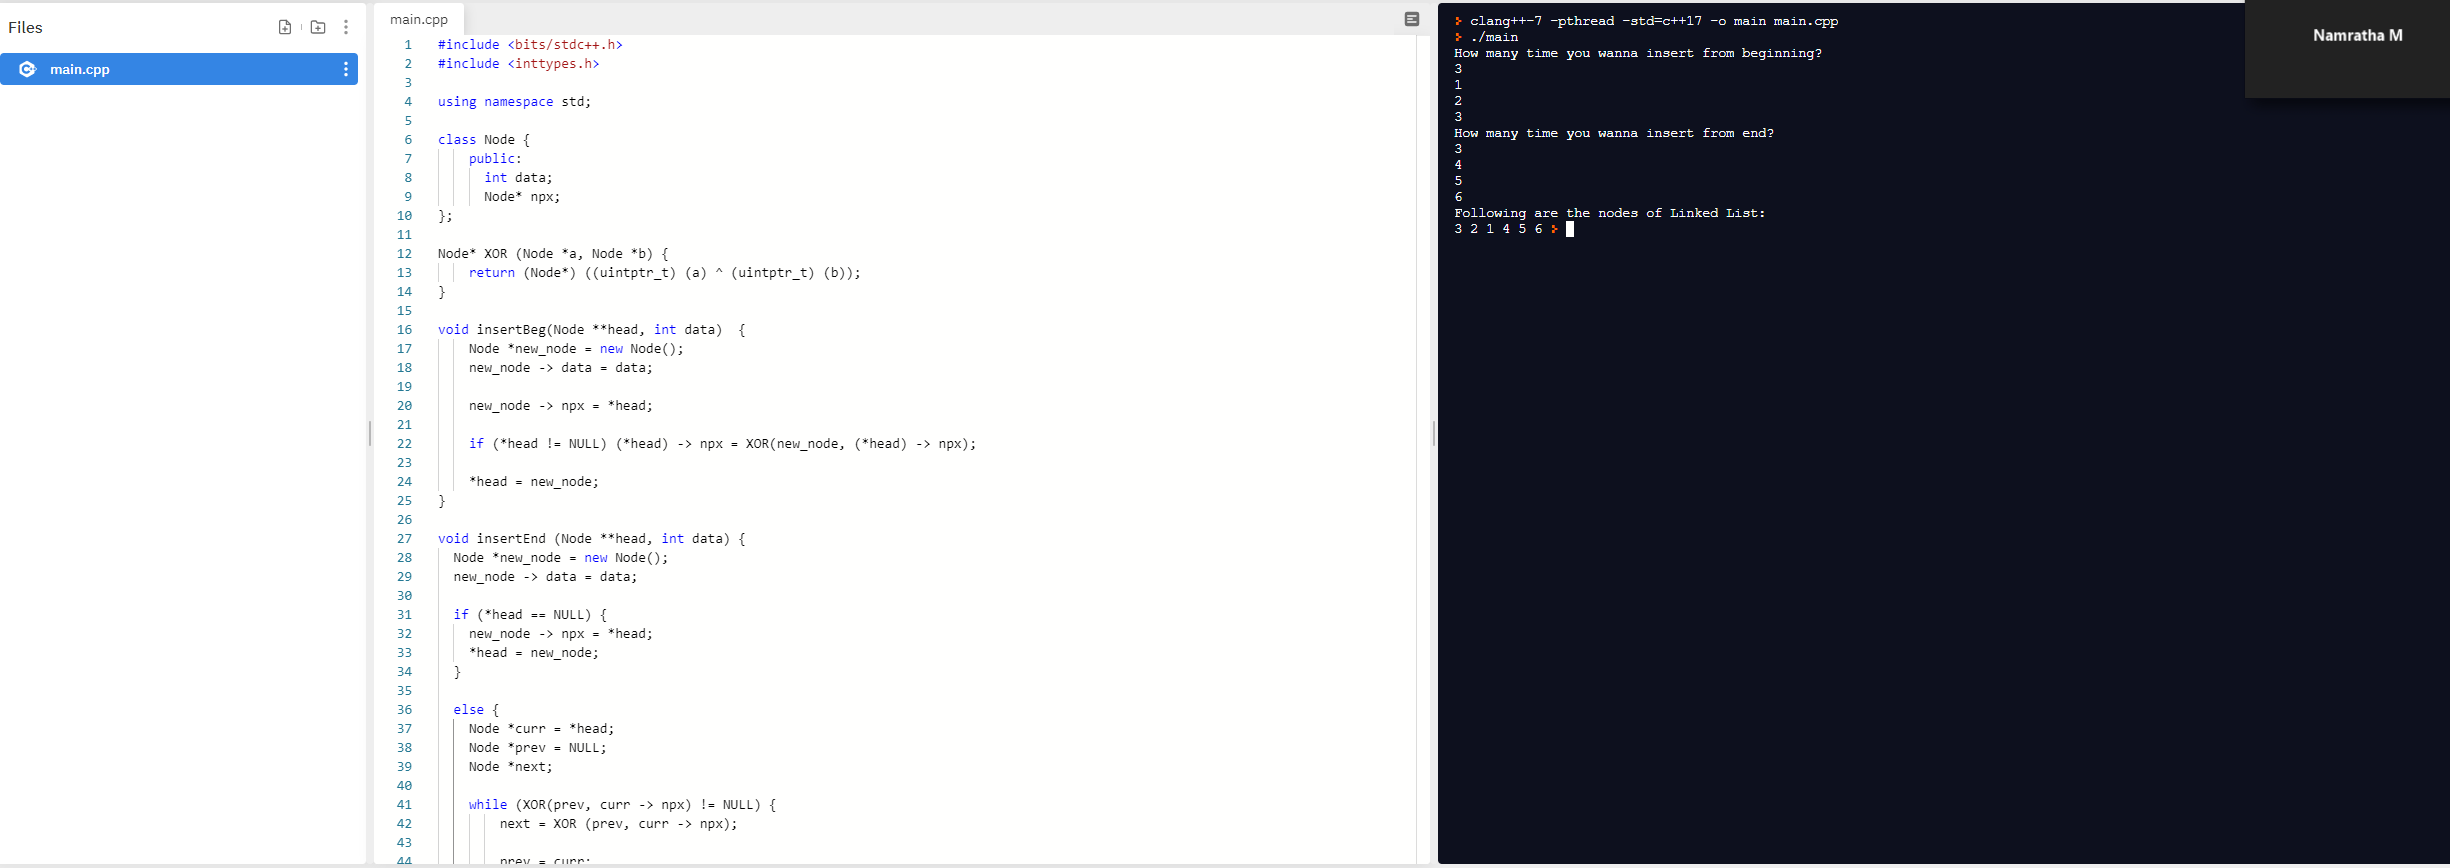 Files
main.cpp
main.cpp
1 #include <bits/stdc++.h>
2 #include <inttypes.h>
3
4 using namespace std;
5
6 class Node {
7 public:
8 int data;
9 Node* npx;
10 };
11
12 Node* XOR (Node *a, Node *b) {
13 return (Node*) ((uintptr_t) (a) ^ (uintptr_t) (b));
14 }
15
16 void insertBeg(Node **head, int data)  {
17 Node *new_node = new Node();
18 new_node -> data = data;
19
20 new_node -> npx = *head;
21
22 if (*head != NULL) (*head) -> npx = XOR(new_node, (*head) -> npx);
23
24 *head = new_node;
25 }
26
27 void insertEnd (Node **head, int data) {
28 Node *new_node = new Node();
29 new_node -> data = data;
30
31 if (*head == NULL) {
32 new_node -> npx = *head;
33 *head = new_node;
34 }
35
36 else {
37 Node *curr = *head;
38 Node *prev = NULL;
39 Node *next;
40
41 while (XOR(prev, curr -> npx) != NULL) {
42 next = XOR (prev, curr -> npx);
43
44 prev = curr;
clang++-7 -pthread -std=c++17 -o main main.cpp
./main
How many time you wanna insert from beginning?
3
1
2
3
How many time you wanna insert from end?
3
4
5
6
Following are the nodes of Linked List:
3 2 1 4 5 6
Namratha M